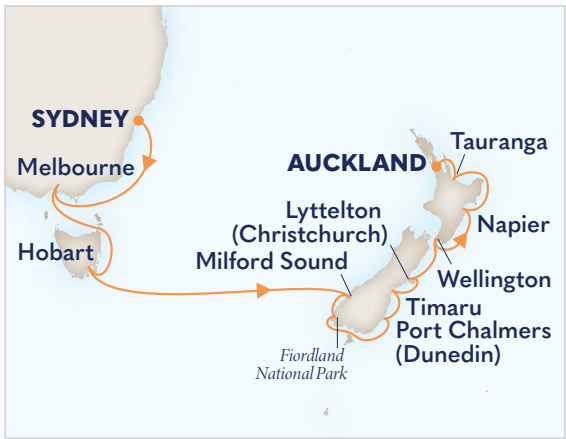 SYDNEY
Melbourne
Hobart
Tauranga
AUCKLAND
Lyttelton
(Christchurch)
Napier
Milford Sound
Wellington
Timaru
Port Chalmers
(Dunedin)
Fiordland
National Park